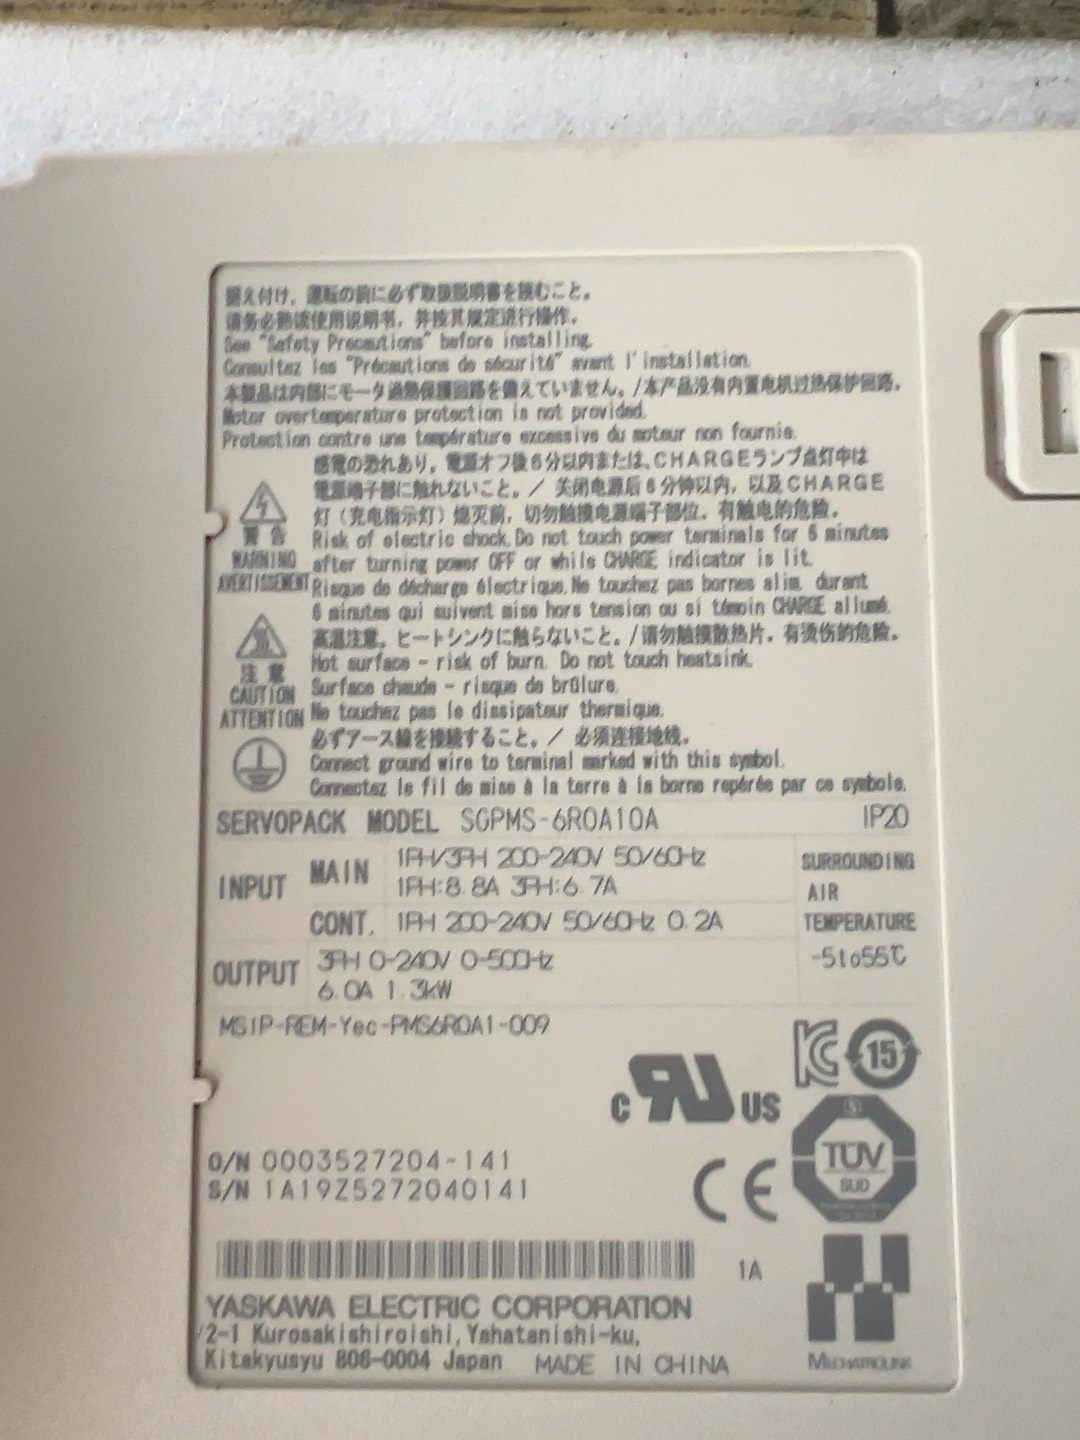 据え付け、運転の前に必ず取扱説明書を読むこと。
请务必熟读使用说明书，并按其规定进行操作。
See "Safety Precautions" before installing.
Consultez les "Précautions de sécurité" avant l'installation.
本製品は内部にモータ過熱保護回路を備えていません。/本产品没有内置电机过热保护回路。
Motor overtemperature protection is not provided.
Protection contre une température excessive du moteur non fournie.
感電の恐れあり。電源オフ後6分以内または、CHARGEランプ点灯中は
電源端子部に触れないこと。/ 关闭电源后6分钟以内，以及CHARGE
灯（充电指示灯）熄灭前，切勿触摸电源端子部位。有触电的危险。
警告
WARNING
AVERTISSEMENT
Risk of electric shock. Do not touch power terminals for 6 minutes
after turning power OFF or while CHARGE indicator is lit.
Risque de décharge électrique. Ne touchez pas bornes alim. durant
6 minutes qui suivent mise hors tension ou si témoin CHARGE allumé.
高温注意。ヒートシンクに触らないこと。/请勿触摸散热片。有烫伤的危险。
注意
CAUTION
ATTENTION
Hot surface - risk of burn. Do not touch heatsink.
Surface chaude - risque de brûlure.
Ne touchez pas le dissipateur thermique.
必ずアース線を接続すること。/ 必须连接地线。
Connect ground wire to terminal marked with this symbol.
Connectez le fil de mise à la terre à la borne repérée par ce symbole.
SERVOPACK MODEL SGPMS-6R0A10A IP20
INPUT MAIN 1PH/3PH 200-240V 50/60Hz
1PH:8.8A 3PH:6.7A
CONT. 1PH 200-240V 50/60Hz 0.2A
SURROUNDING
AIR
TEMPERATURE
-5to55℃
OUTPUT 3PH 0-240V 0-500Hz
6.0A 1.3kW
MSIP-REM-Yec-PMS6R0A1-009
15
c UR US
O/N 0003527204-141
S/N 1A19Z5272040141
CE
TÜV
SUD
1A
YASKAWA ELECTRIC CORPORATION
2-1 Kurosakishiroishi, Yahatanishi-ku,
Kitakyusyu 806-0004 Japan MADE IN CHINA
MECHATROLINK